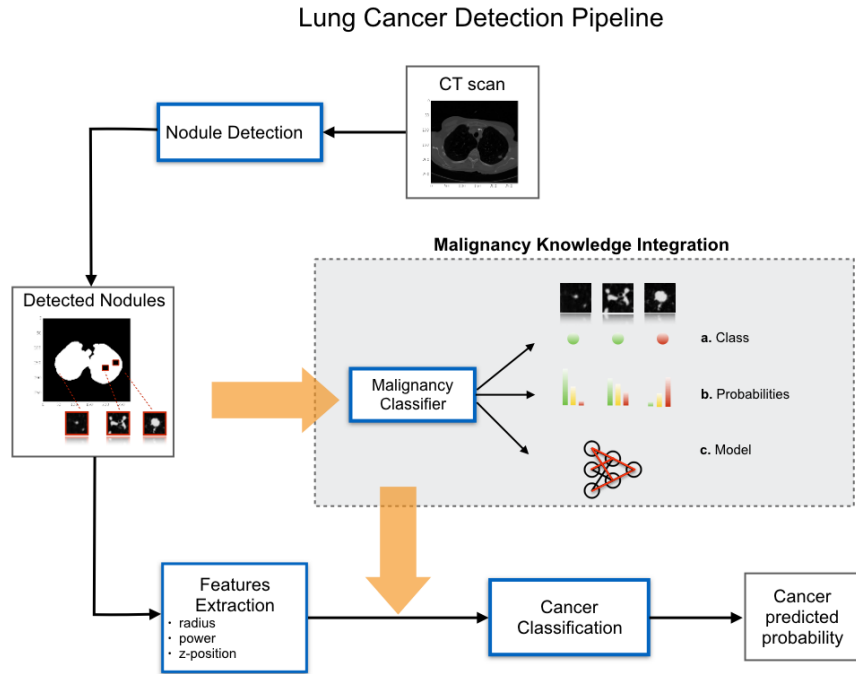 Lung Cancer Detection Pipeline
CT scan
Nodule Detection
Malignancy Knowledge Integration
Detected Nodules
a. Class
Malignancy
Classifier
b. Probabilities
c. Model
Features
Extraction
· radius
· power
· z-position
Cancer
Classification
Cancer
predicted
probability